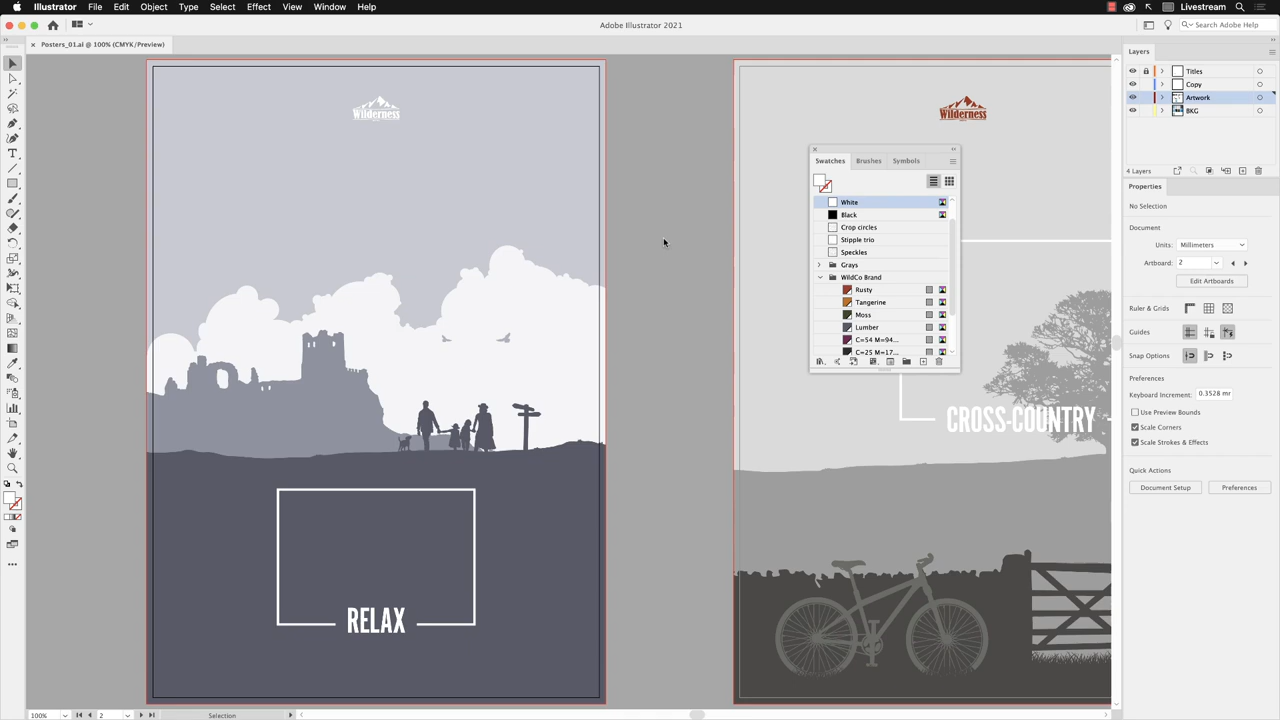 Illustrator File Edit Object Type Select Effect View Window Help
Livestream
Adobe Illustrator 2021
Search Adobe Help
Posters_01.ai @ 100% (CMYK/Preview)
Layers
Titles
Copy
Artwork
BKG
4 Layers
Wilderness
Wilderness
Swatches Brushes Symbols
White
Black
Crop circles
Stipple trio
Speckles
Grays
WildCo Brand
Rusty
Tangerine
Moss
Lumber
C=54 M=94...
C=25 M=17...
Properties
No Selection
Document
Units: Millimeters
Artboard: 2
Edit Artboards
Ruler & Grids
Guides
Snap Options
Preferences
Keyboard Increment: 0.3528 mr
Use Preview Bounds
Scale Corners
Scale Strokes & Effects
Quick Actions
Document Setup Preferences
CROSS-COUNTRY
RELAX
100% 2 Selection